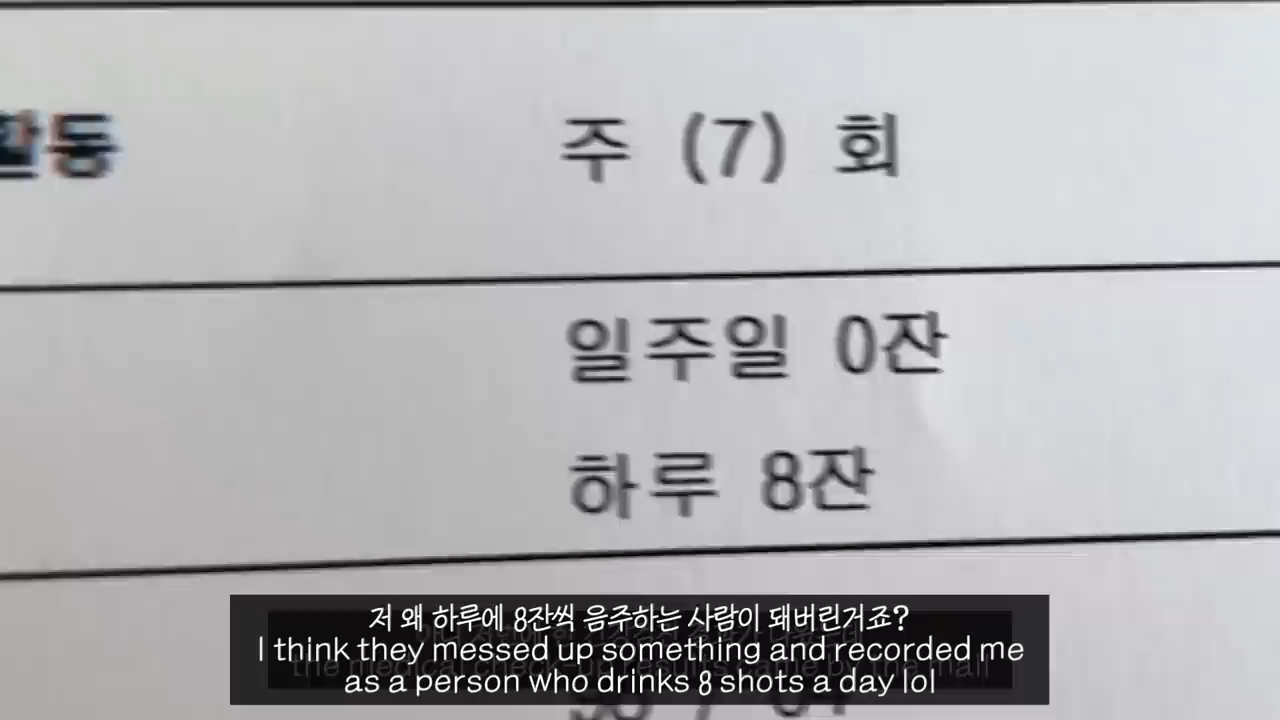 활동 주 (7) 회
일주일 0잔
하루 8잔
저 왜 하루에 8잔씩 음주하는 사람이 돼버린거죠?
I think they messed up something and recorded me
as a person who drinks 8 shots a day lol